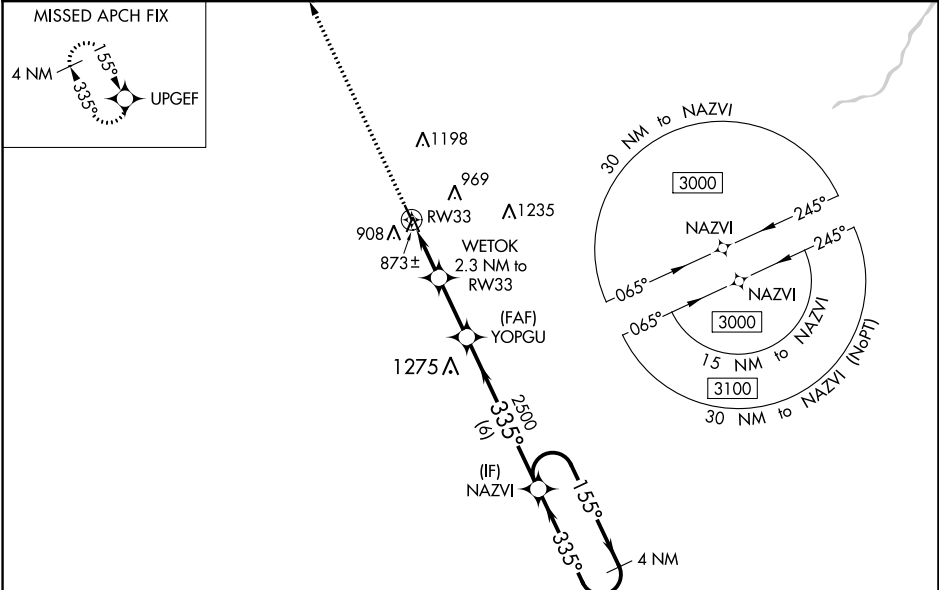 MISSED APCH FIX
4 NM
155°
335°
UPGEF
1198
969
1235
RW33
908
873±
WETOK
2.3 NM to
RW33
(FAF)
YOPGU
1275
2500
335°
(6)
(IF)
NAZVI
155°
335°
4 NM
30 NM to NAZVI
3000
NAZVI
245°
065°
245°
065°
NAZVI
3000
15 NM to NAZVI
3100
30 NM to NAZVI (NoPT)